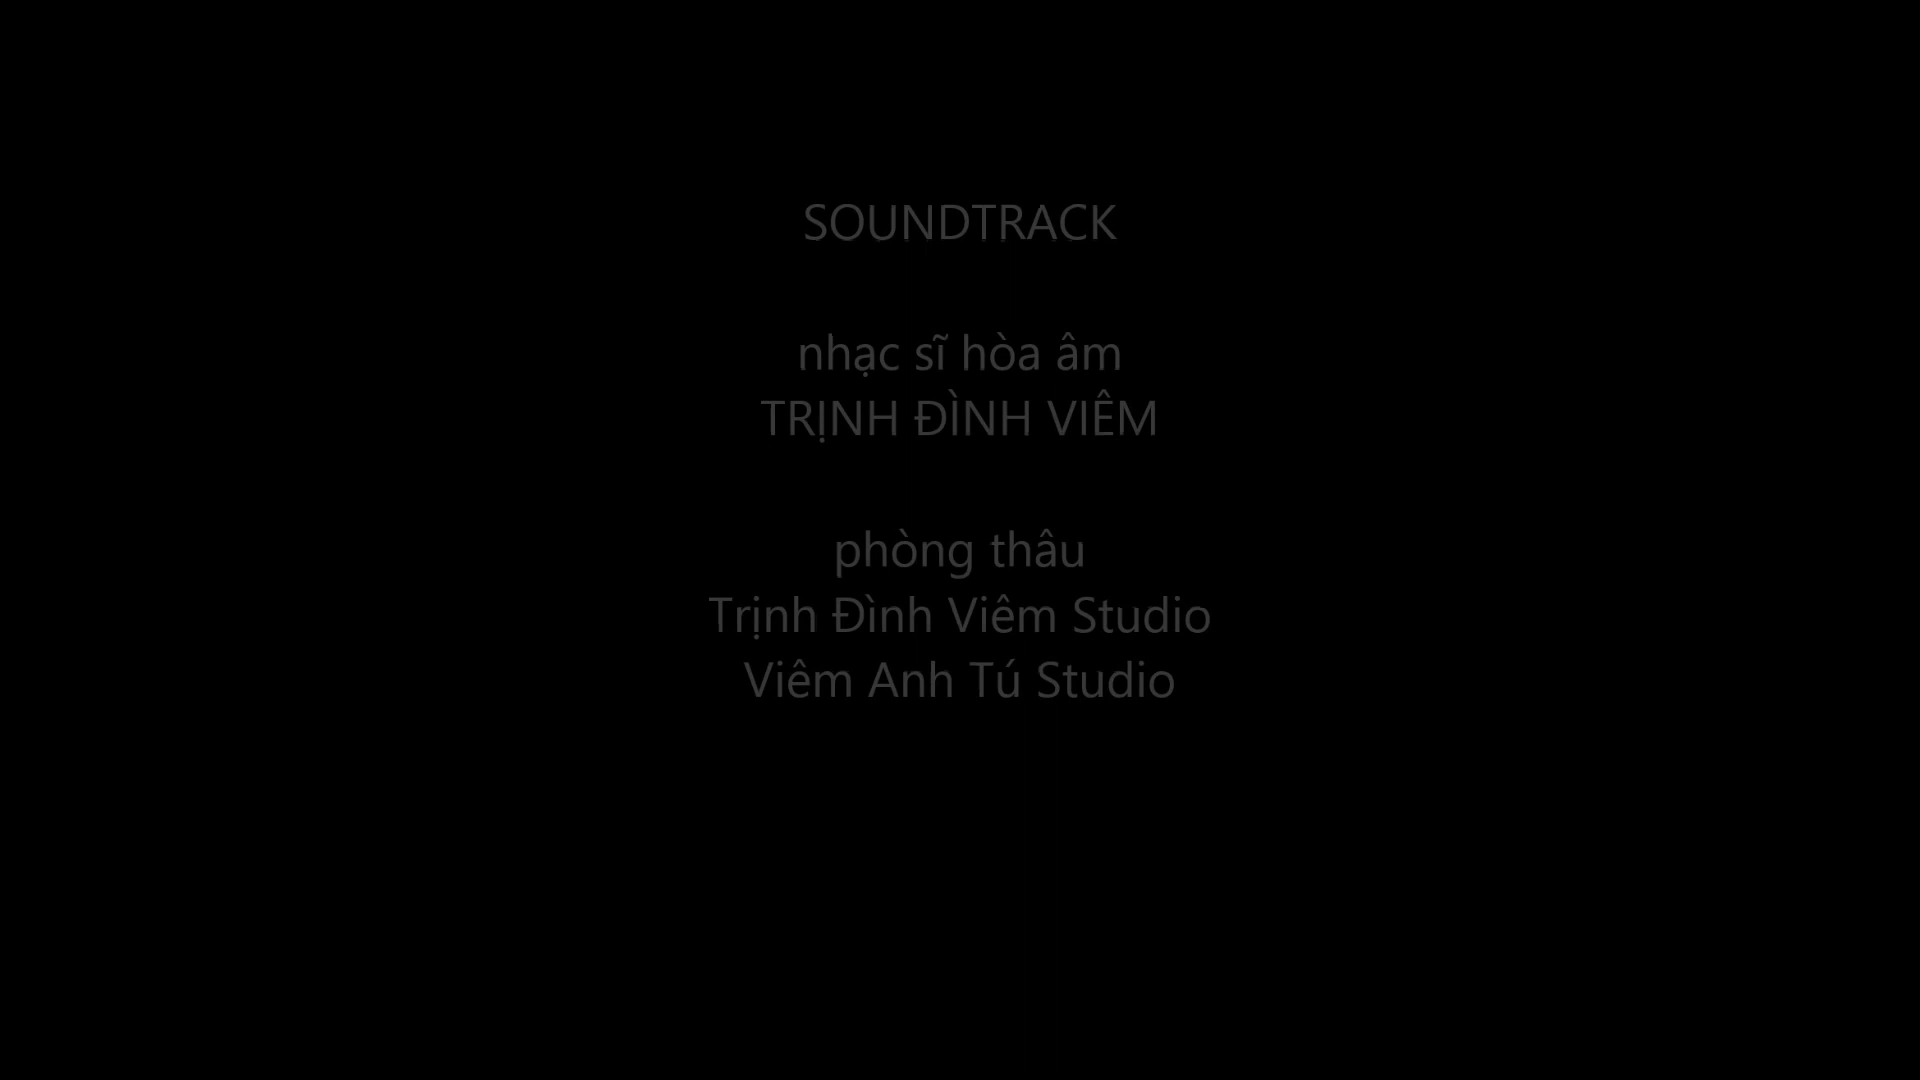 SOUNDTRACK
nhạc sĩ hòa âm
TRỊNH ĐÌNH VIÊM
phòng thâu
Trịnh Đình Viêm Studio
Viêm Anh Tú Studio